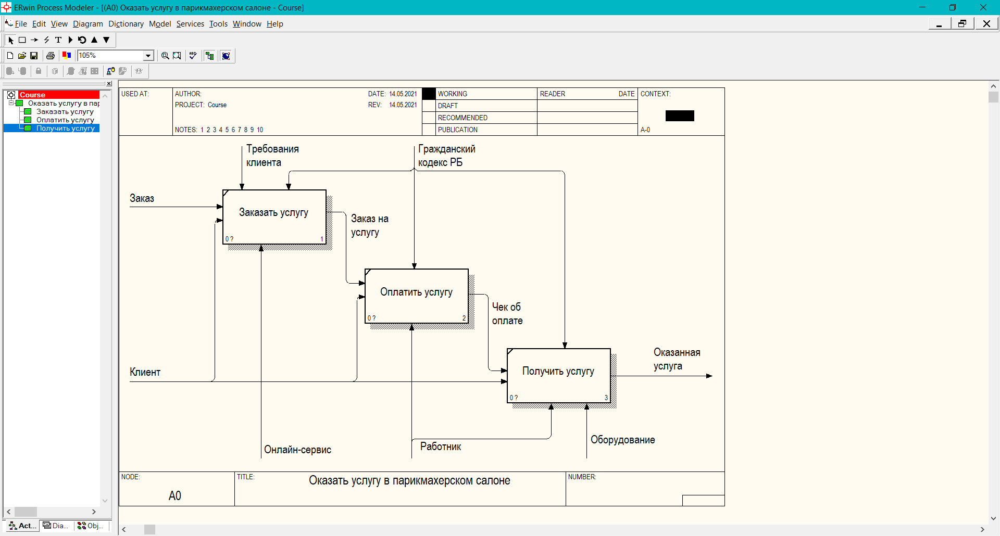 ERwin Process Modeler - [(A0) Оказать услугу в парикмахерском салоне - Course]
File Edit View Diagram Dictionary Model Services Tools Window Help
105%
Course
Оказать услугу в пар
Заказать услугу
Оплатить услугу
Получить услугу
Act... Dia... Obj...
USED AT: AUTHOR: DATE: 14.05.2021 WORKING READER DATE CONTEXT:
PROJECT: Course REV: 14.05.2021 DRAFT
RECOMMENDED
NOTES: 1 2 3 4 5 6 7 8 9 10 PUBLICATION A-0
Требования
клиента
Гражданский
кодекс РБ
Заказ
Заказать услугу
0 ? 1
Заказ на
услугу
Оплатить услугу
0 ? 2
Чек об
оплате
Клиент
Получить услугу
0 ? 3
Оказанная
услуга
Онлайн-сервис
Работник
Оборудование
NODE: TITLE: Оказать услугу в парикмахерском салоне NUMBER:
A0